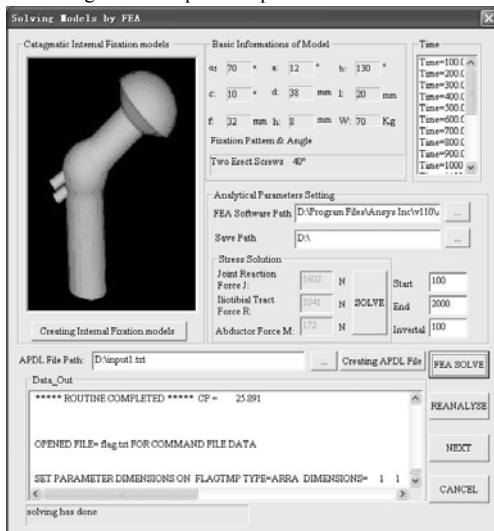 Solving Models by FEA
Catagmatic Internal Fixation models
Creating Internal Fixation models
Basic Informations of Model
α: 70 ° a: 12 ° b: 130 °
c: 10 ° d: 38 mm l: 20 mm
f: 32 mm h: 8 mm W: 70 Kg
Fixation Pattern & Angle
Two Erect Screws 40°
Time
Time=100.0
Time=200.0
Time=300.0
Time=400.0
Time=500.0
Time=600.0
Time=700.0
Time=800.0
Time=900.0
Time=1000
Analytical Parameters Setting
FEA Software Path D:\Program Files\Ansys Inc\v110\ ...
Save Path D:\ ...
Stress Solution
Joint Reaction Force J: 1602 N
Iliotibial Tract Force R: 1041 N
Abductor Force M: 172 N
SOLVE
Start 100
End 2000
Invertal 100
APDL File Path: D:\input1.txt ... Creating APDL File FEA SOLVE
Data_Out
***** ROUTINE COMPLETED ***** CP = 25.891
OPENED FILE= flag.txt FOR COMMAND FILE DATA
SET PARAMETER DIMENSIONS ON FLAGTMP TYPE=ARRA DIMENSIONS= 1 1
REANALYSE
NEXT
CANCEL
solving has done